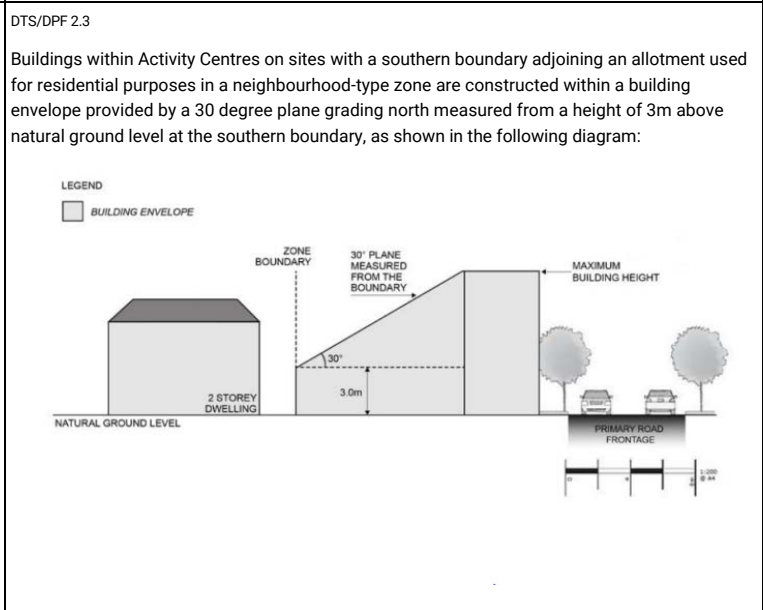 DTS/DPF 2.3
Buildings within Activity Centres on sites with a southern boundary adjoining an allotment used
for residential purposes in a neighbourhood-type zone are constructed within a building
envelope provided by a 30 degree plane grading north measured from a height of 3m above
natural ground level at the southern boundary, as shown in the following diagram:
LEGEND
BUILDING ENVELOPE
ZONE
BOUNDARY
30° PLANE
MEASURED
FROM THE
BOUNDARY
MAXIMUM
BUILDING HEIGHT
30°
3.0m
2 STOREY
DWELLING
NATURAL GROUND LEVEL
PRIMARY ROAD
FRONTAGE
0
1:200
@ A4